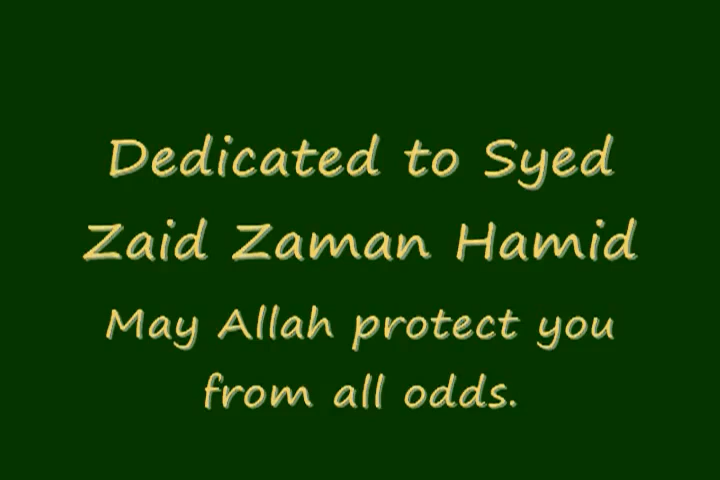 Dedicated to Syed
Zaid Zaman Hamid
May Allah protect you
from all odds.